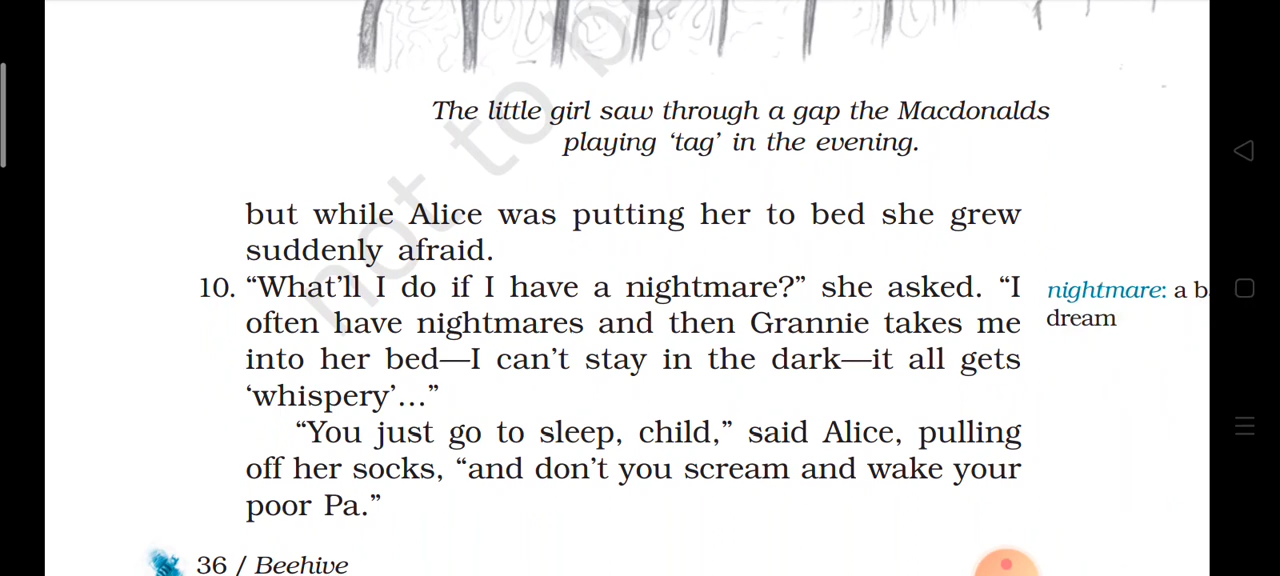 The little girl saw through a gap the Macdonalds
playing ‘tag’ in the evening.
but while Alice was putting her to bed she grew
suddenly afraid.
10. “What’ll I do if I have a nightmare?” she asked. “I
often have nightmares and then Grannie takes me
into her bed—I can’t stay in the dark—it all gets
‘whispery’...”
nightmare: a b
dream
“You just go to sleep, child,” said Alice, pulling
off her socks, “and don’t you scream and wake your
poor Pa.”
36 / Beehive
not to b